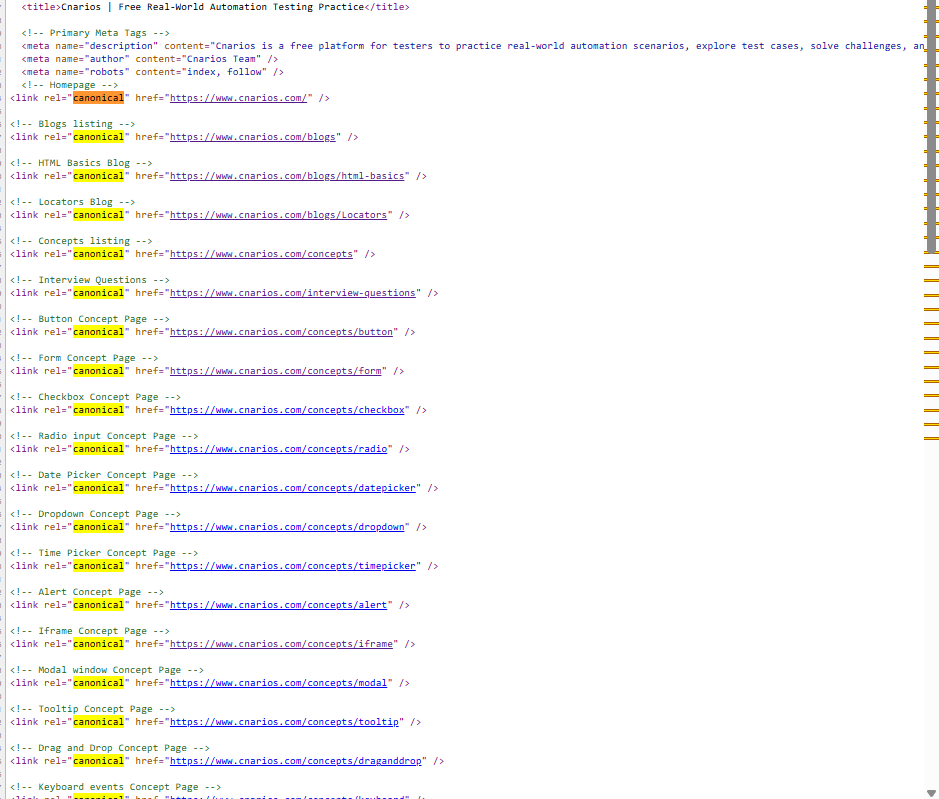 <title>Cnarios | Free Real-World Automation Testing Practice</title>
<!-- Primary Meta Tags -->
<meta name="description" content="Cnarios is a free platform for testers to practice real-world automation scenarios, explore test cases, solve challenges, an
<meta name="author" content="Cnarios Team" />
<meta name="robots" content="index, follow" />
<!-- Homepage -->
<link rel="canonical" href="https://www.cnarios.com/" />
<!-- Blogs listing -->
<link rel="canonical" href="https://www.cnarios.com/blogs" />
<!-- HTML Basics Blog -->
<link rel="canonical" href="https://www.cnarios.com/blogs/html-basics" />
<!-- Locators Blog -->
<link rel="canonical" href="https://www.cnarios.com/blogs/Locators" />
<!-- Concepts listing -->
<link rel="canonical" href="https://www.cnarios.com/concepts" />
<!-- Interview Questions -->
<link rel="canonical" href="https://www.cnarios.com/interview-questions" />
<!-- Button Concept Page -->
<link rel="canonical" href="https://www.cnarios.com/concepts/button" />
<!-- Form Concept Page -->
<link rel="canonical" href="https://www.cnarios.com/concepts/form" />
<!-- Checkbox Concept Page -->
<link rel="canonical" href="https://www.cnarios.com/concepts/checkbox" />
<!-- Radio input Concept Page -->
<link rel="canonical" href="https://www.cnarios.com/concepts/radio" />
<!-- Date Picker Concept Page -->
<link rel="canonical" href="https://www.cnarios.com/concepts/datepicker" />
<!-- Dropdown Concept Page -->
<link rel="canonical" href="https://www.cnarios.com/concepts/dropdown" />
<!-- Time Picker Concept Page -->
<link rel="canonical" href="https://www.cnarios.com/concepts/timepicker" />
<!-- Alert Concept Page -->
<link rel="canonical" href="https://www.cnarios.com/concepts/alert" />
<!-- Iframe Concept Page -->
<link rel="canonical" href="https://www.cnarios.com/concepts/iframe" />
<!-- Modal window Concept Page -->
<link rel="canonical" href="https://www.cnarios.com/concepts/modal" />
<!-- Tooltip Concept Page -->
<link rel="canonical" href="https://www.cnarios.com/concepts/tooltip" />
<!-- Drag and Drop Concept Page -->
<link rel="canonical" href="https://www.cnarios.com/concepts/draganddrop" />
<!-- Keyboard events Concept Page -->
<link rel="canonical" href="https://www.cnarios.com/concepts/keyboard" />